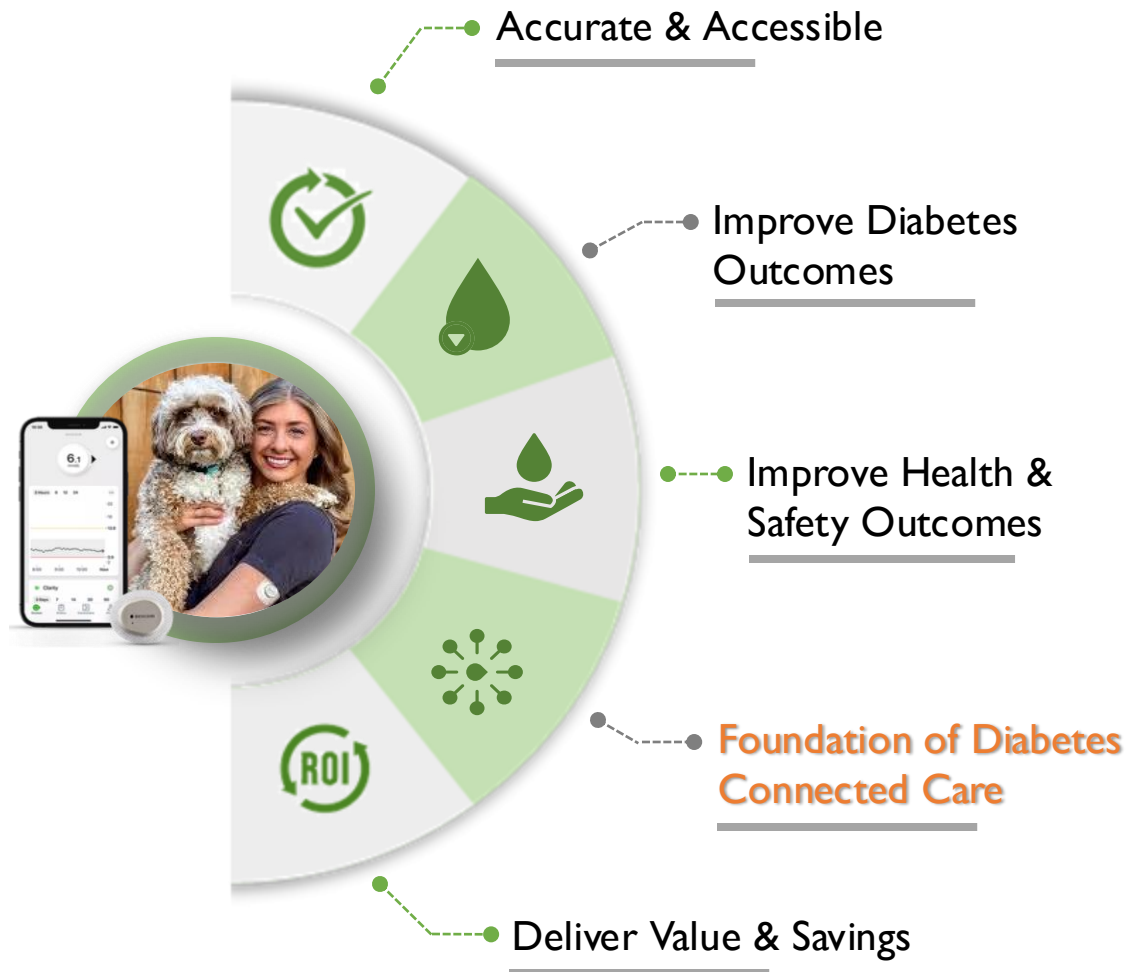 Accurate & Accessible
Improve Diabetes
Outcomes
6.1
Improve Health &
Safety Outcomes
Clarity
Foundation of Diabetes
Connected Care
ROI
Deliver Value & Savings